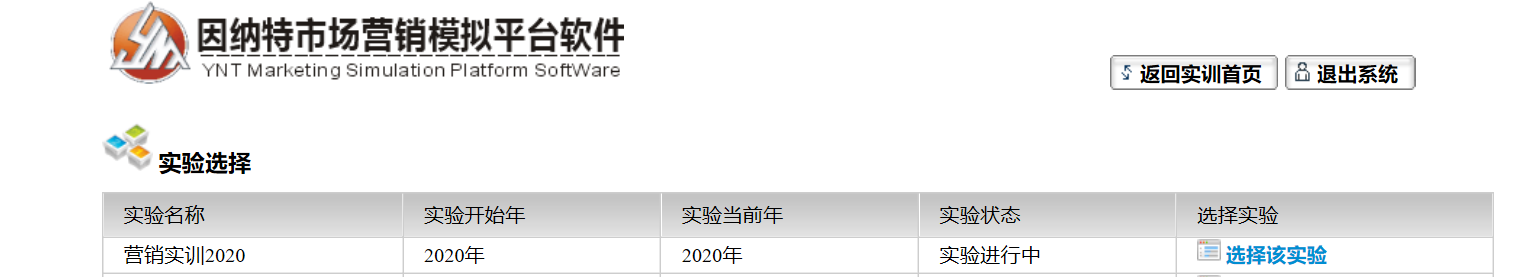 因纳特市场营销模拟平台软件
YNT Marketing Simulation Platform SoftWare
返回实训首页 退出系统
实验选择
实验名称 实验开始年 实验当前年 实验状态 选择实验
营销实训2020 2020年 2020年 实验进行中 选择该实验